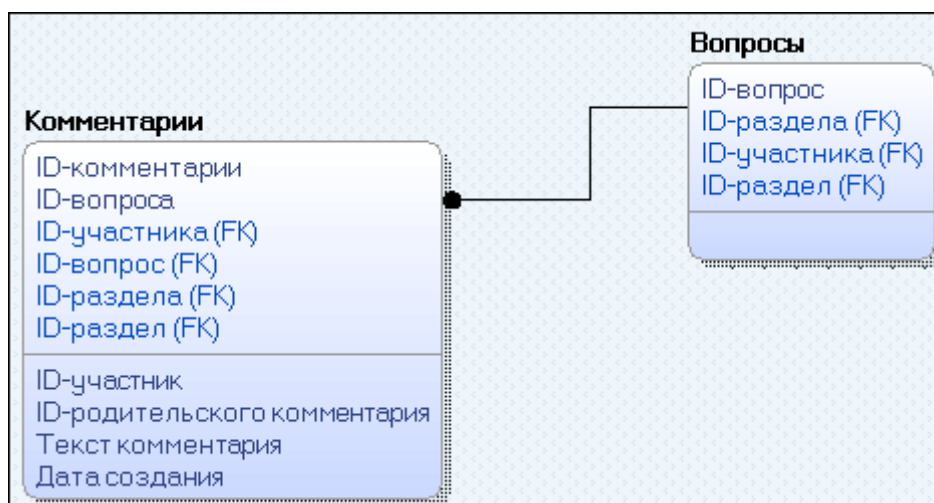 Вопросы
ID-вопрос
ID-раздела (FK)
ID-участника (FK)
ID-раздел (FK)
Комментарии
ID-комментарии
ID-вопроса
ID-участника (FK)
ID-вопрос (FK)
ID-раздела (FK)
ID-раздел (FK)
ID-участник
ID-родительского комментария
Текст комментария
Дата создания